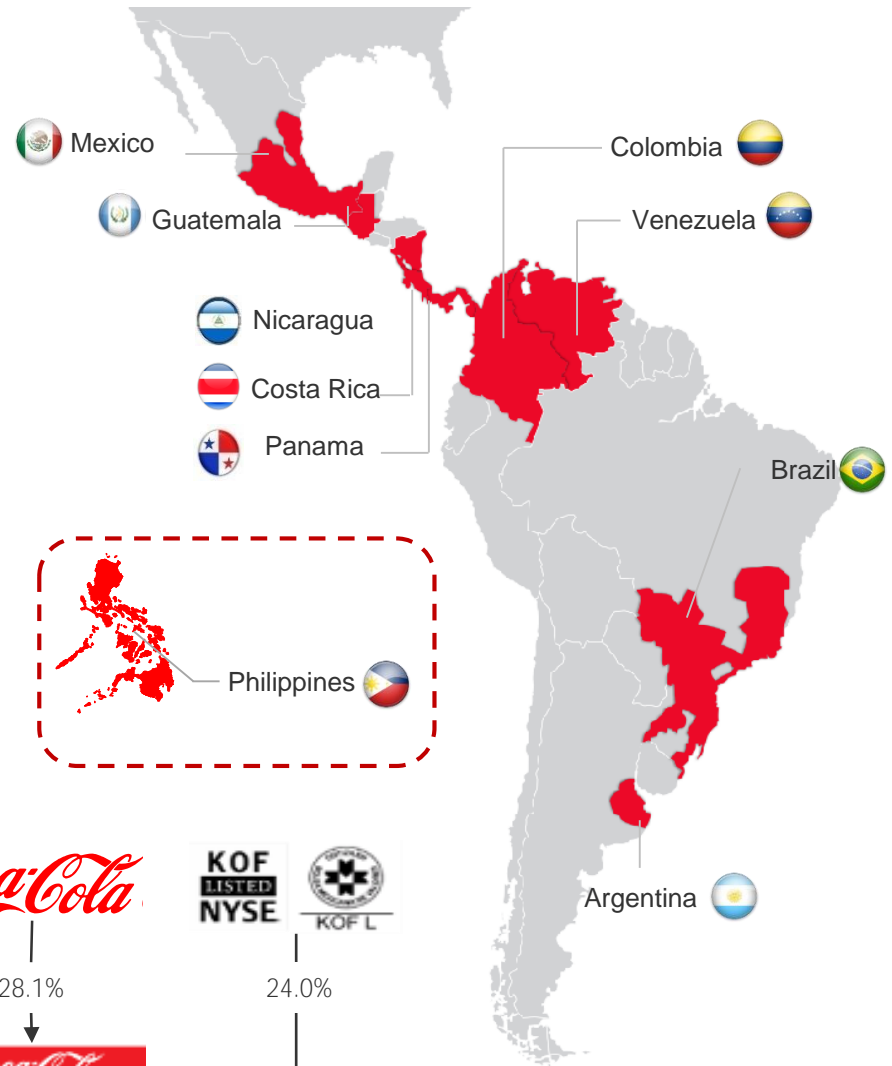 Mexico
Colombia
Guatemala
Venezuela
Nicaragua
Costa Rica
Panama
Brazil
Philippines
Argentina
Cola
KOF
LISTED
NYSE
KOF L
28.1%
24.0%